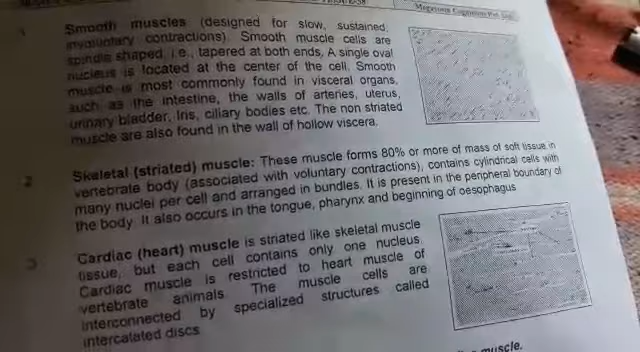 Megavision Cognition Pvt. Ltd.
1 Smooth muscles (designed for slow, sustained,
involuntary contractions). Smooth muscle cells are
spindle shaped, i.e., tapered at both ends, A single oval
nucleus is located at the center of the cell. Smooth
muscle is most commonly found in visceral organs,
such as the intestine, the walls of arteries, uterus,
urinary bladder, Iris, ciliary bodies etc. The non striated
muscle are also found in the wall of hollow viscera.
2 Skeletal (striated) muscle: These muscle forms 80% or more of mass of soft tissue in
vertebrate body (associated with voluntary contractions), contains cylindrical cells with
many nuclei per cell and arranged in bundles. It is present in the peripheral boundary of
the body. It also occurs in the tongue, pharynx and beginning of oesophagus
3 Cardiac (heart) muscle is striated like skeletal muscle
tissue, but each cell contains only one nucleus.
Cardiac muscle is restricted to heart muscle of
vertebrate animals. The muscle cells are
interconnected by specialized structures called
intercalated discs
muscle.